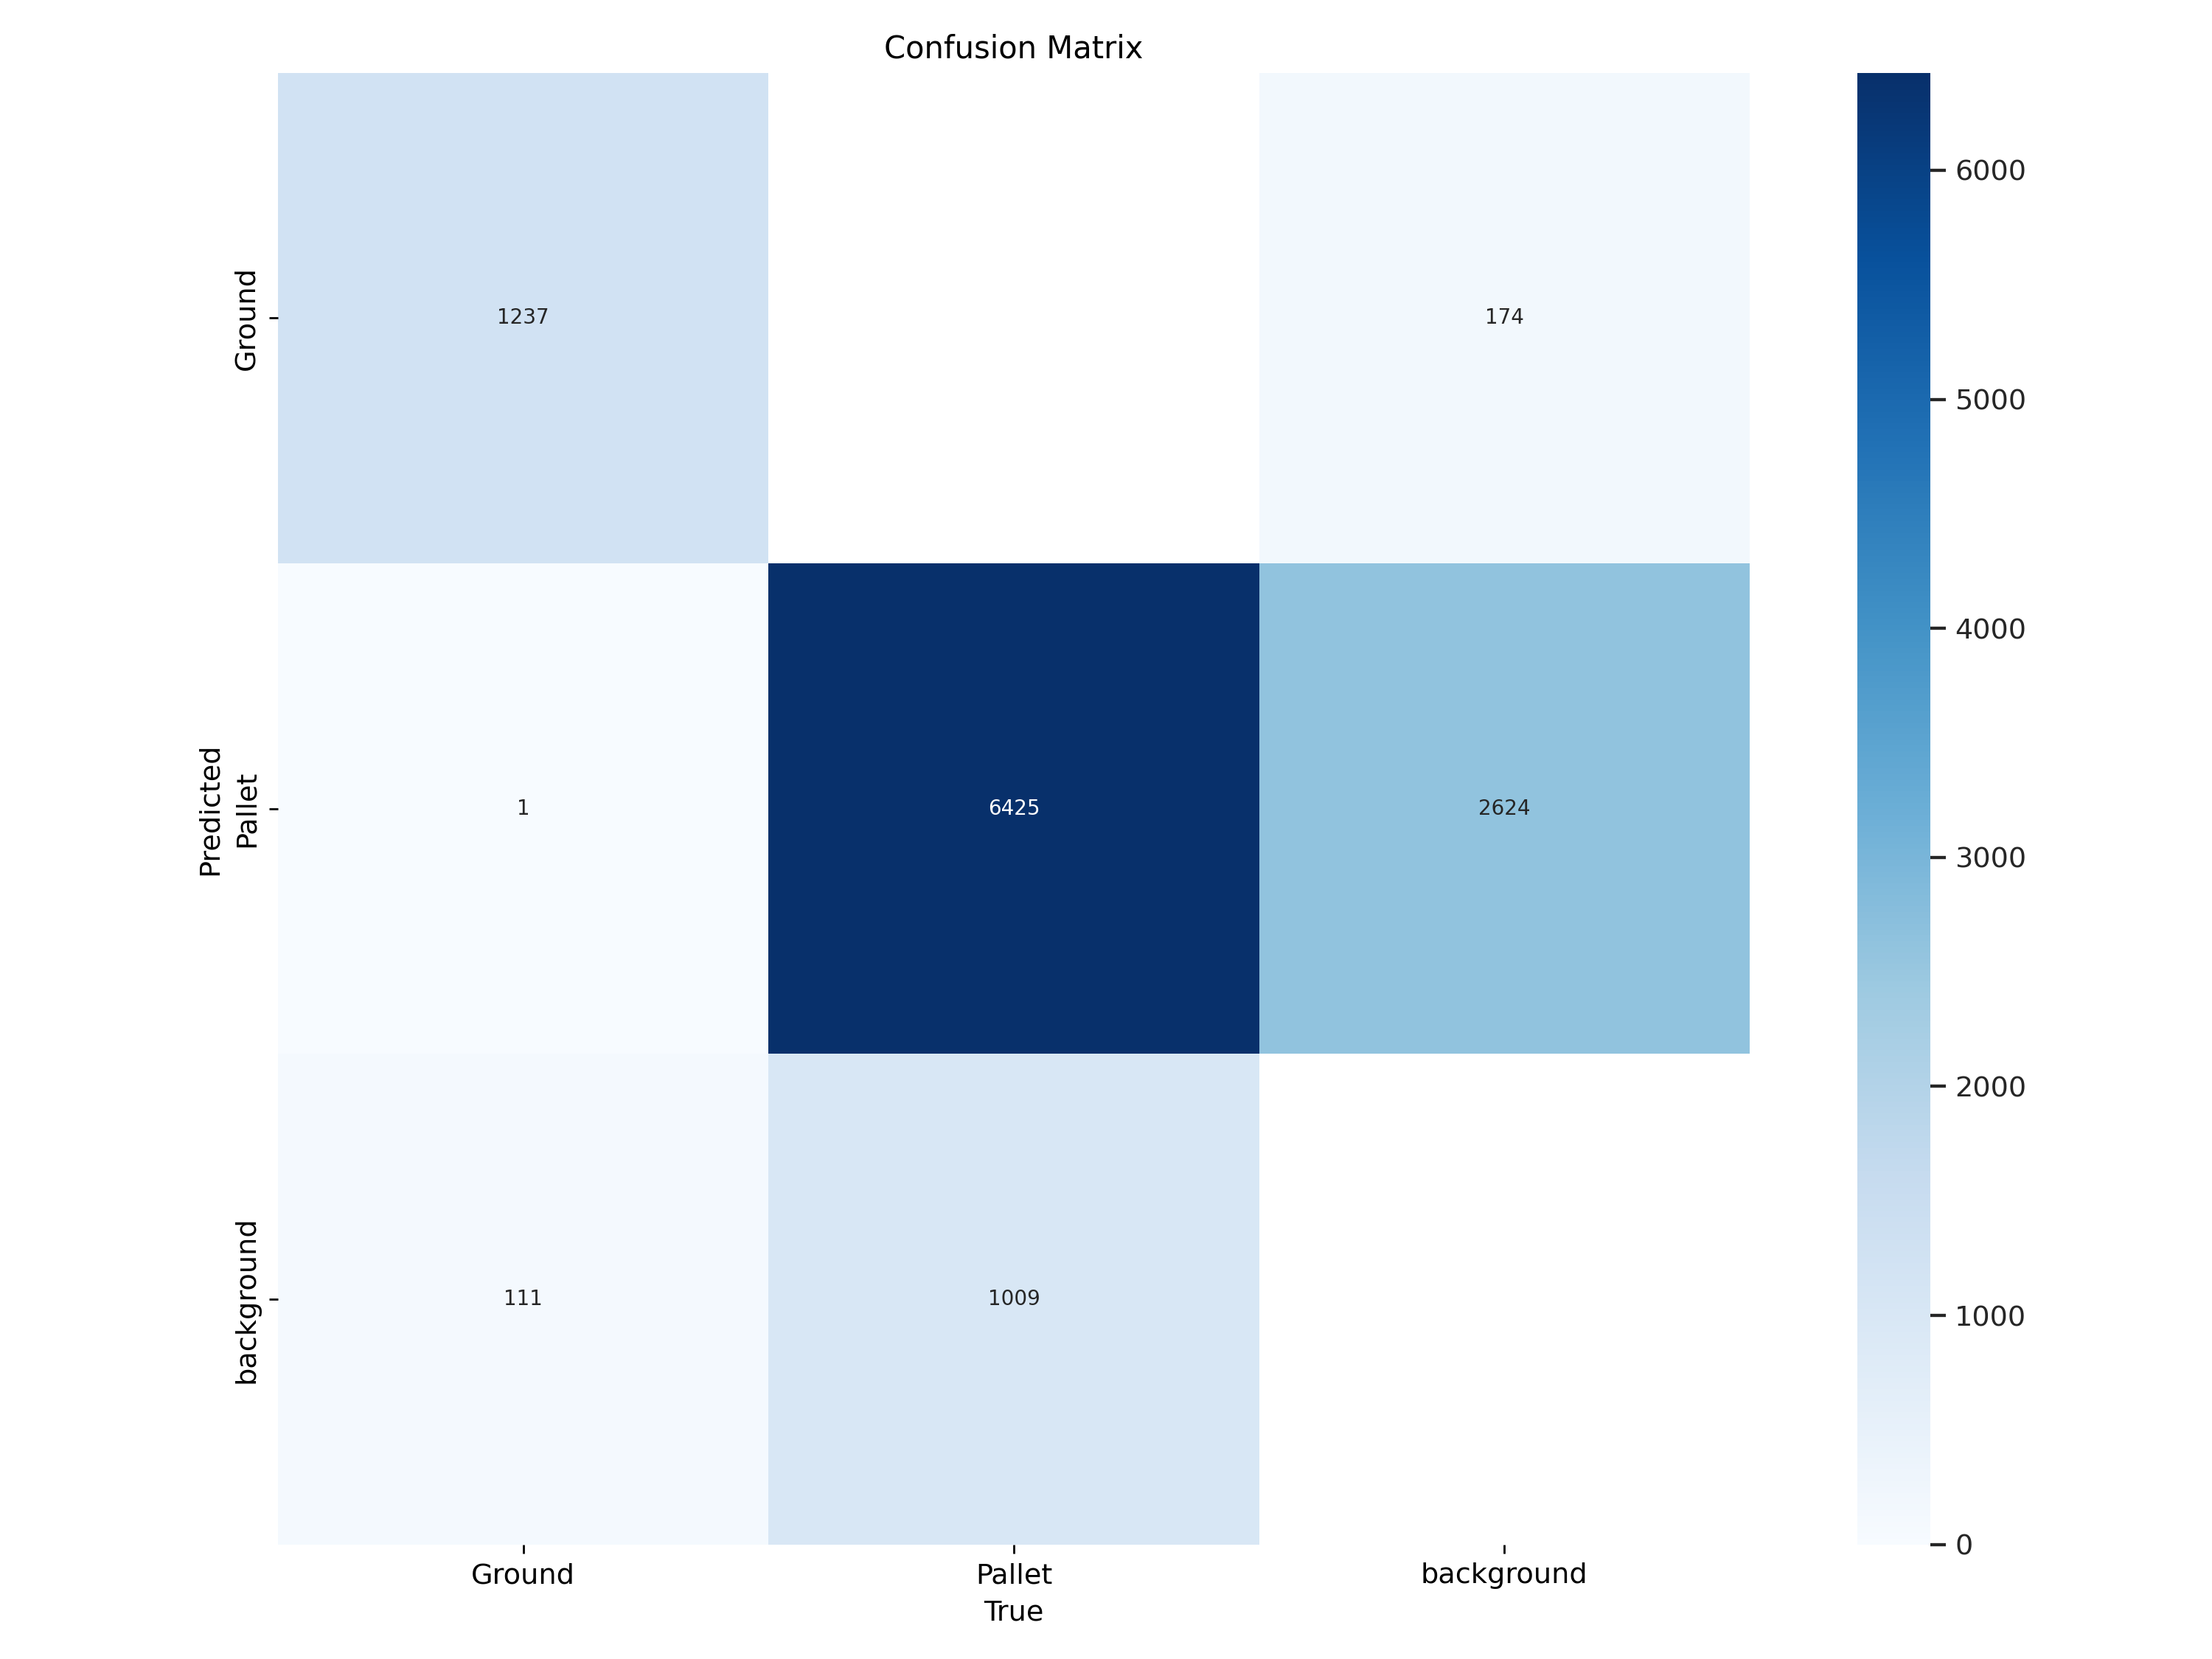 Confusion Matrix
Ground
1237
174
6000
5000
4000
Predicted
Pallet
1
6425
2624
3000
2000
background
111
1009
1000
0
Ground
Pallet
background
True